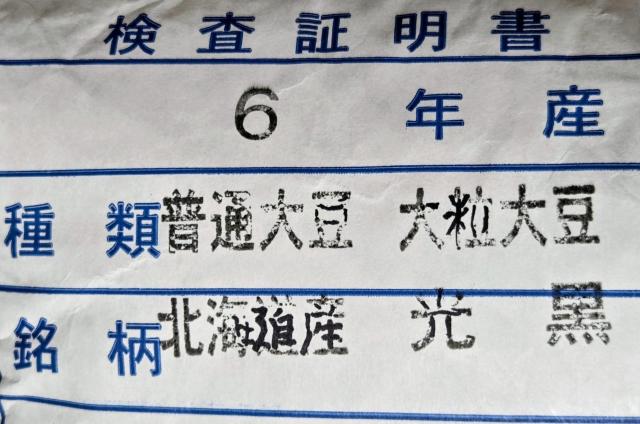 検査証明書
6年産
種類 普通大豆 大粒大豆
銘柄 北海道産 光黒